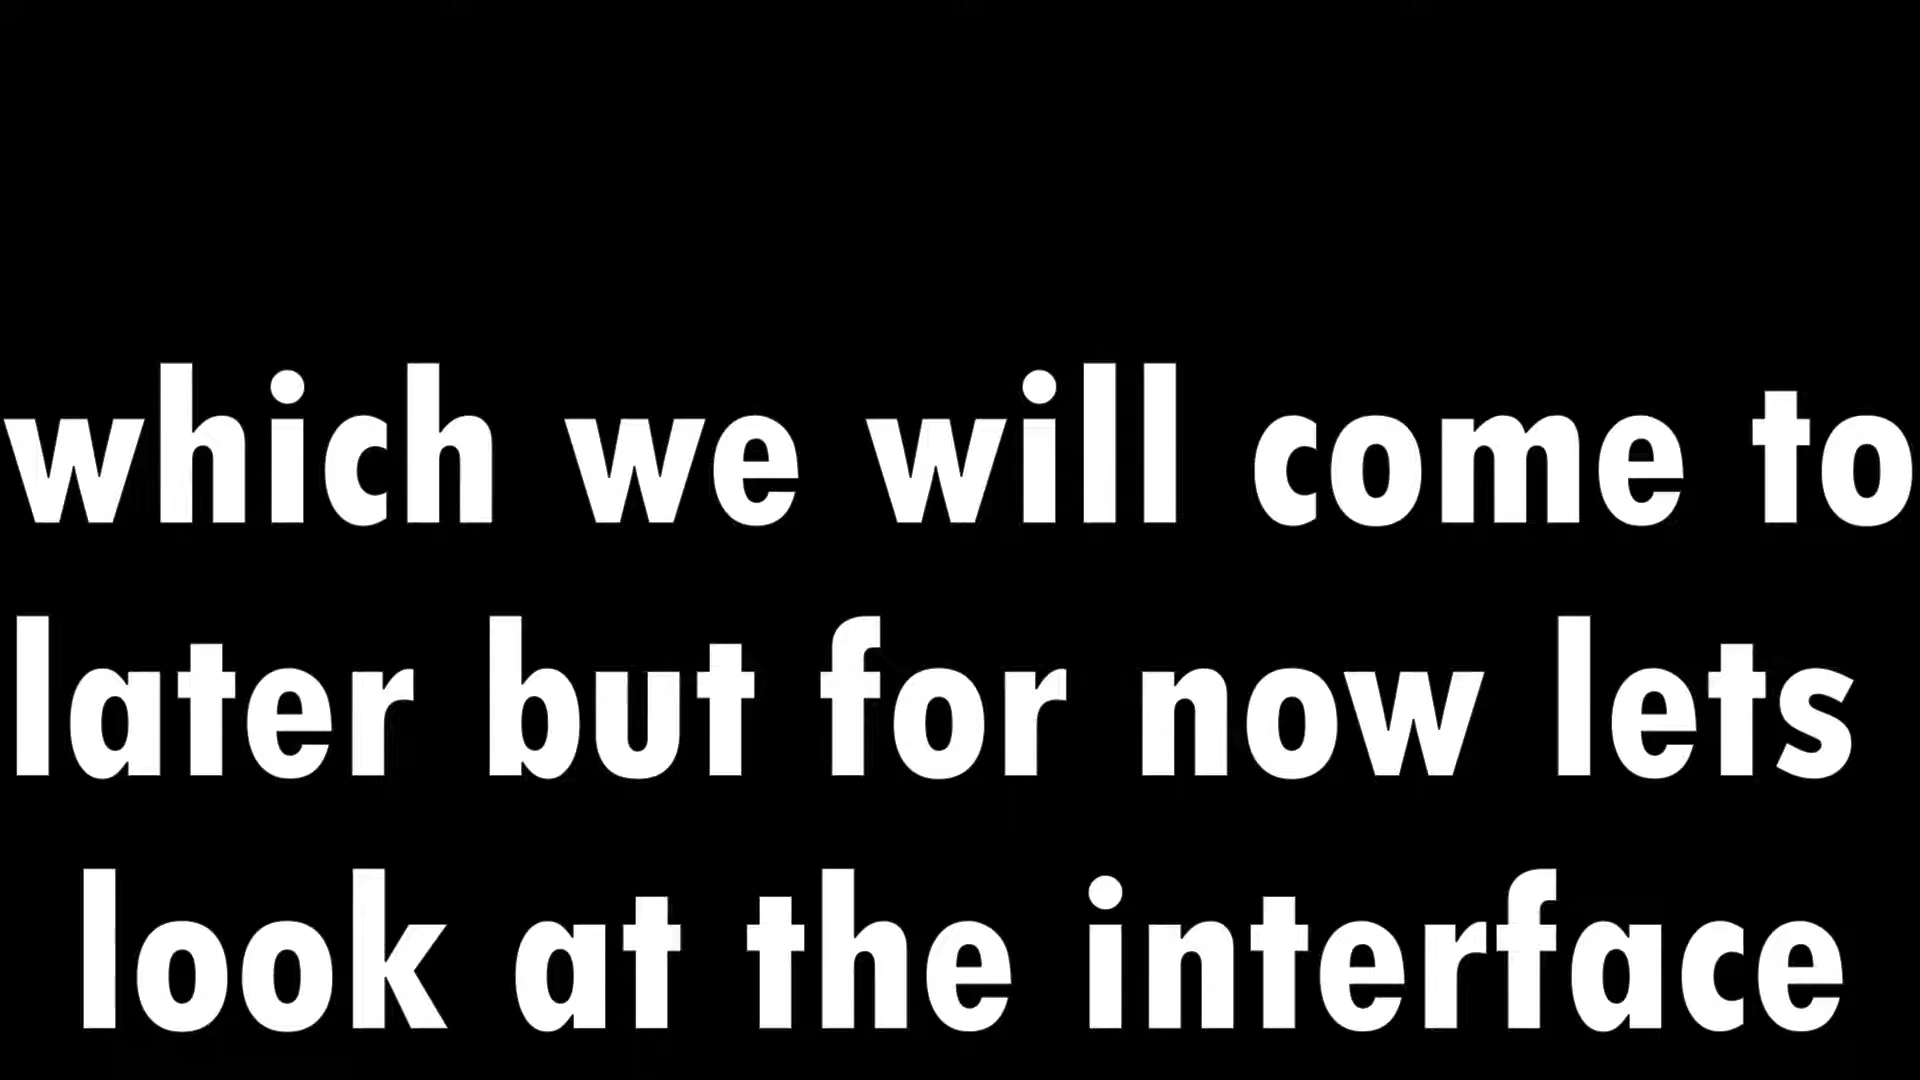 which we will come to
later but for now lets
look at the interface